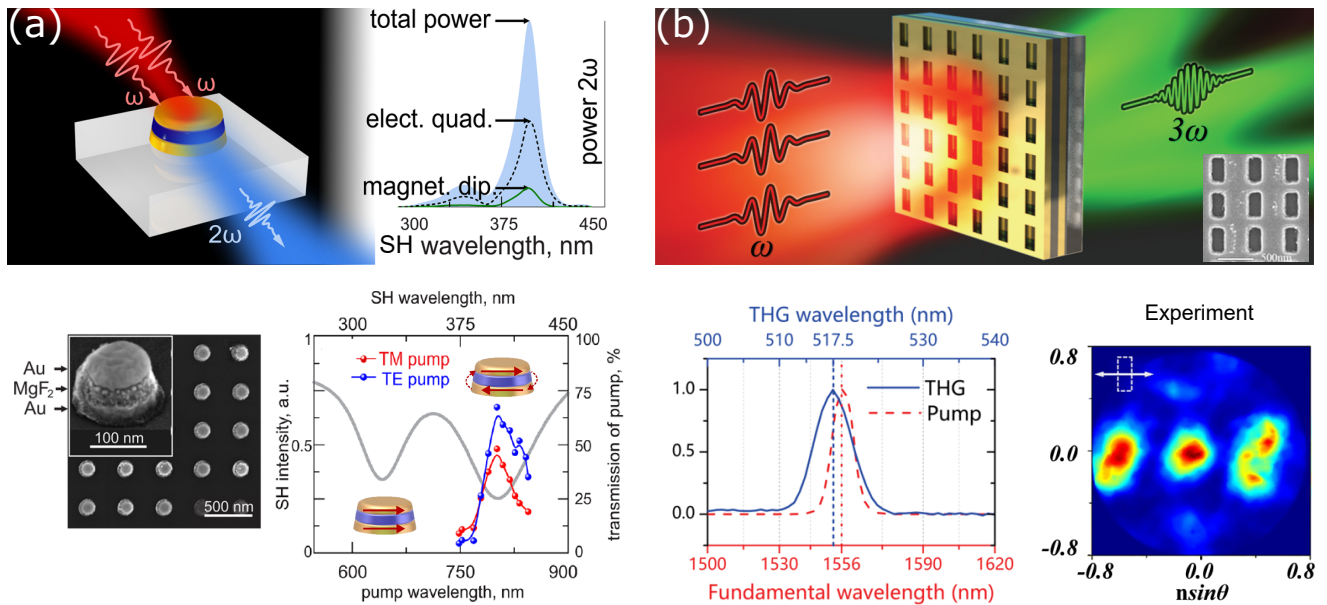 (a)
ω
ω
2ω
total power
elect. quad.
magnet. dip.
power 2ω
300
375
450
SH wavelength, nm
(b)
ω
3ω
500nm
Au
MgF2
Au
100 nm
500 nm
SH wavelength, nm
300
375
450
1
0.5
0
SH intensity, a.u.
TM pump
TE pump
100
75
50
25
0
transmission of pump, %
600
750
900
pump wavelength, nm
THG wavelength (nm)
500
510
517.5
530
540
1.0
0.5
0.0
THG
Pump
1500
1530
1556
1590
1620
Fundamental wavelength (nm)
Experiment
0.8
0.0
-0.8
-0.8
0.0
0.8
nsinθ